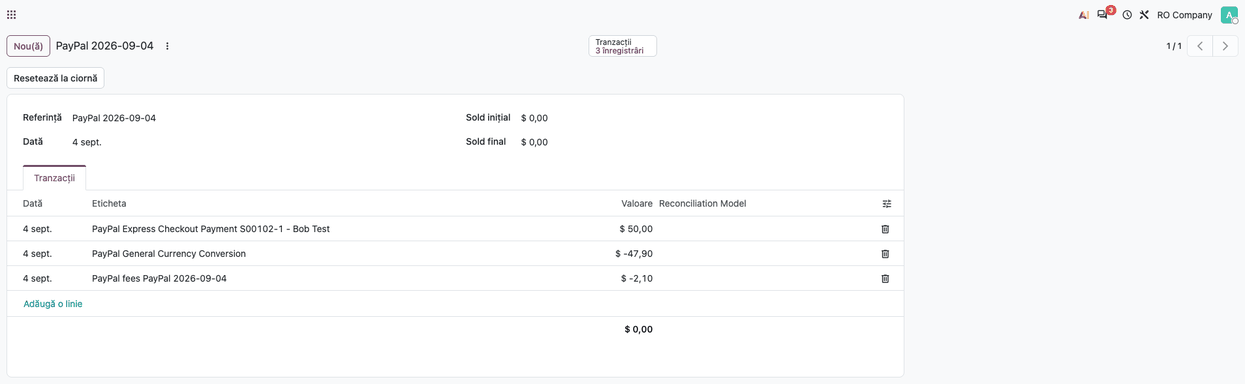 AI 3 RO Company A
Nou(ă) PayPal 2026-09-04 Tranzacții 1 / 1
3 înregistrări
Resetează la ciornă
Referință PayPal 2026-09-04 Sold inițial $ 0,00
Dată 4 sept. Sold final $ 0,00
Tranzacții
Dată Eticheta Valoare Reconciliation Model
4 sept. PayPal Express Checkout Payment S00102-1 - Bob Test $ 50,00
4 sept. PayPal General Currency Conversion $ -47,90
4 sept. PayPal fees PayPal 2026-09-04 $ -2,10
Adăugă o linie
$ 0,00